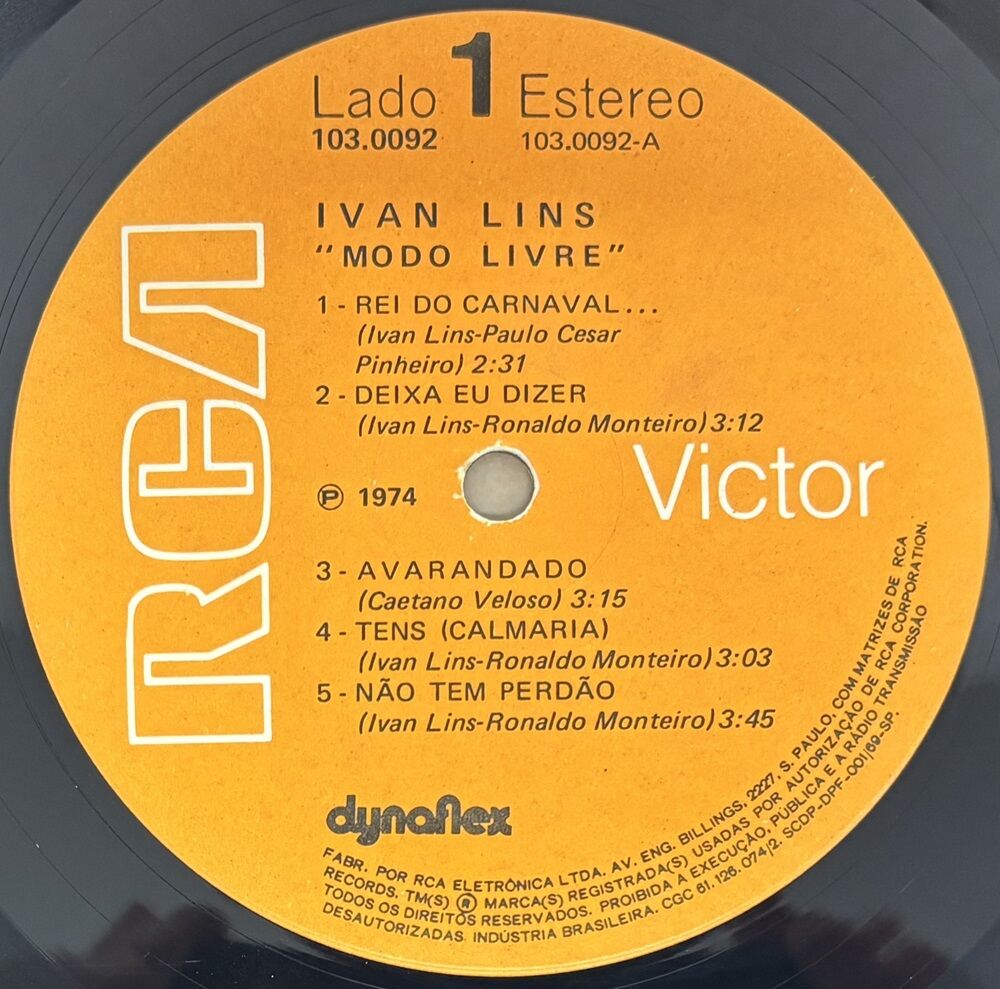 Lado 1 Estereo
103.0092 103.0092-A
IVAN LINS
"MODO LIVRE"
1 - REI DO CARNAVAL...
(Ivan Lins-Paulo Cesar
Pinheiro) 2:31
2 - DEIXA EU DIZER
(Ivan Lins-Ronaldo Monteiro) 3:12
RCA
Victor
℗ 1974
3 - AVARANDADO
(Caetano Veloso) 3:15
4 - TENS (CALMARIA)
(Ivan Lins-Ronaldo Monteiro) 3:03
5 - NÃO TEM PERDÃO
(Ivan Lins-Ronaldo Monteiro) 3:45
dynaflex
FABR. POR RCA ELETRÔNICA LTDA. AV. ENG. BILLINGS, 2227, S. PAULO, COM MATRIZES DE RCA
RECORDS. TM(S) ® MARCA(S) REGISTRADA(S) USADAS POR AUTORIZAÇÃO DE RCA CORPORATION.
TODOS OS DIREITOS RESERVADOS. PROIBIDA A EXECUÇÃO, PÚBLICA E A RÁDIO TRANSMISSÃO
DESAUTORIZADAS. INDÚSTRIA BRASILEIRA. CGC 61. 126. 074/2. SCDP-DPF-001/69-SP.